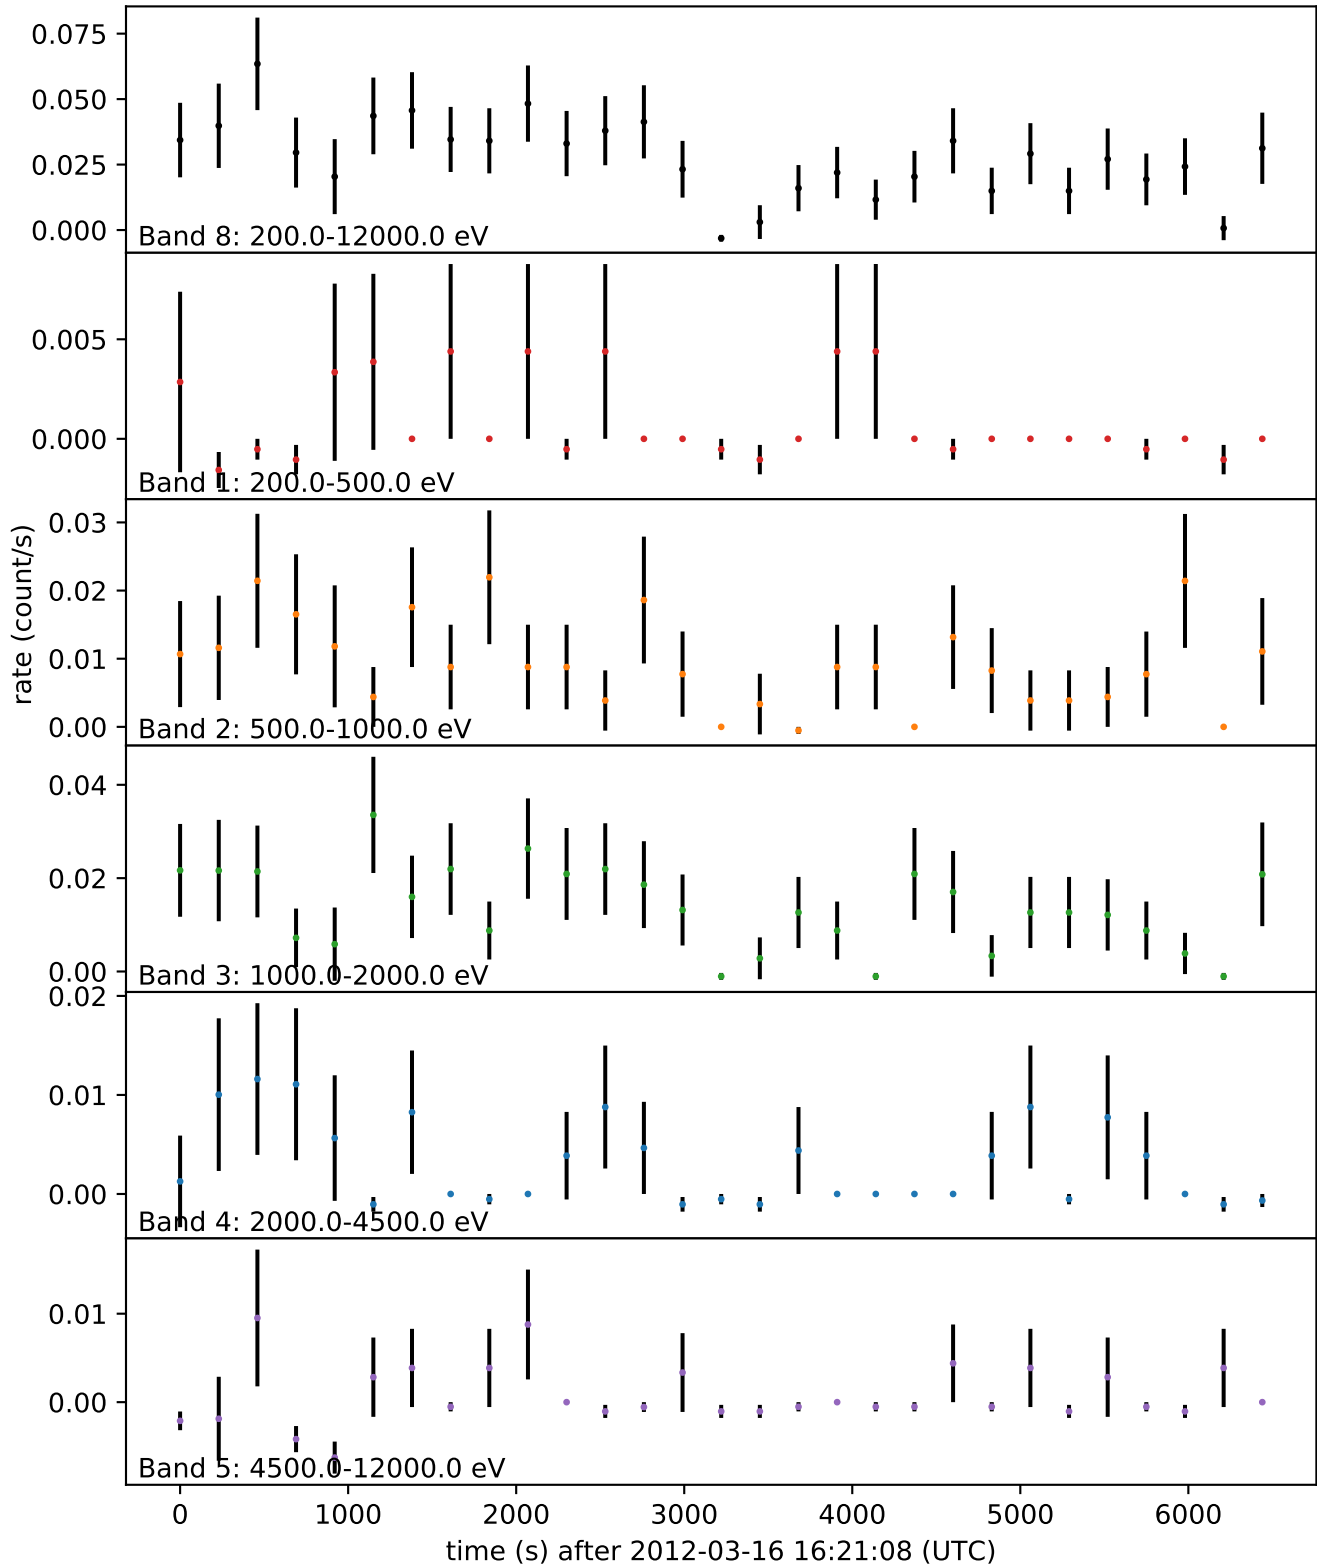 0.075
0.050
0.025
0.000
Band 8: 200.0-12000.0 eV
0.005
0.000
Band 1: 200.0-500.0 eV
0.03
0.02
0.01
0.00
Band 2: 500.0-1000.0 eV
rate (count/s)
0.04
0.02
0.00
Band 3: 1000.0-2000.0 eV
0.02
0.01
0.00
Band 4: 2000.0-4500.0 eV
0.01
0.00
Band 5: 4500.0-12000.0 eV
0 1000 2000 3000 4000 5000 6000
time (s) after 2012-03-16 16:21:08 (UTC)